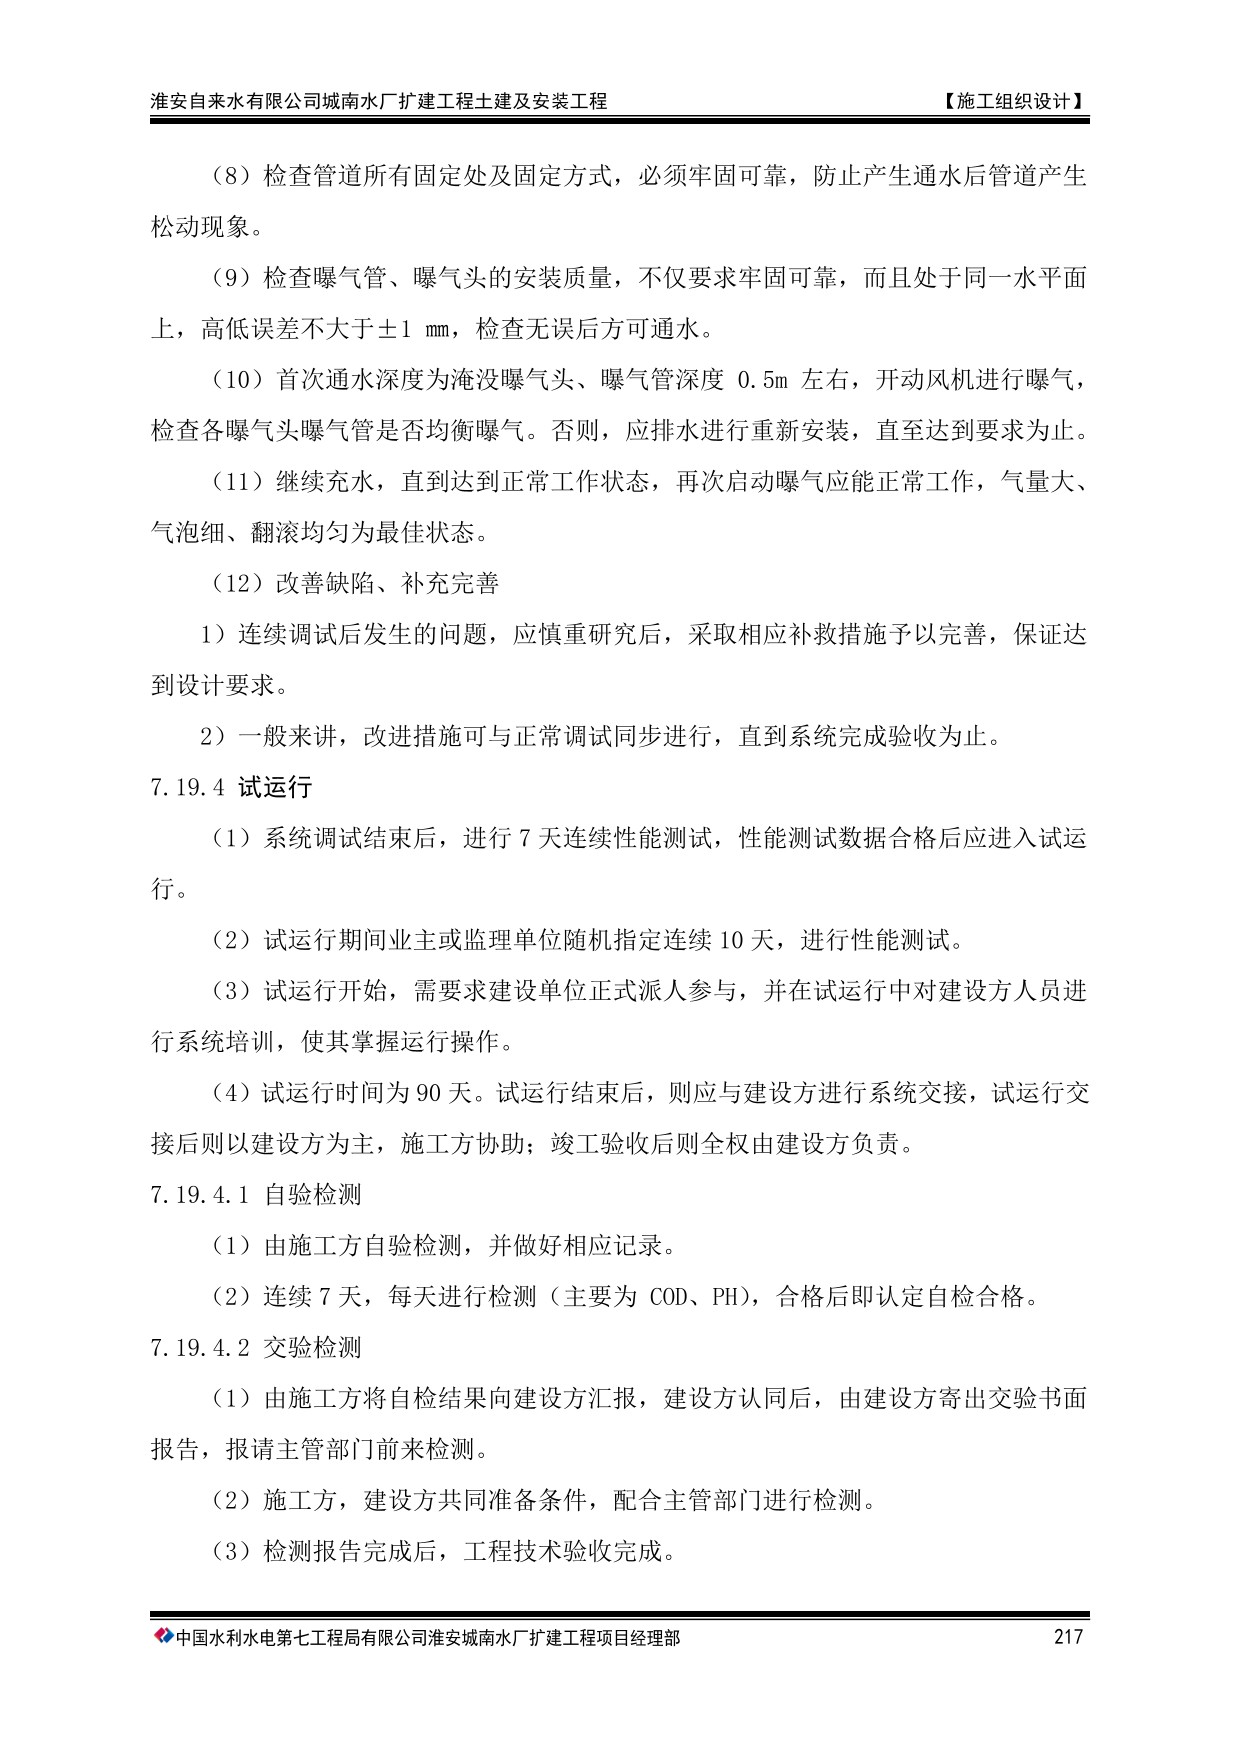 淮安自来水有限公司城南水厂扩建工程土建及安装工程 【施工组织设计】
（8）检查管道所有固定处及固定方式，必须牢固可靠，防止产生通水后管道产生
松动现象。
（9）检查曝气管、曝气头的安装质量，不仅要求牢固可靠，而且处于同一水平面
上，高低误差不大于±1 mm，检查无误后方可通水。
（10）首次通水深度为淹没曝气头、曝气管深度 0.5m 左右，开动风机进行曝气，
检查各曝气头曝气管是否均衡曝气。否则，应排水进行重新安装，直至达到要求为止。
（11）继续充水，直到达到正常工作状态，再次启动曝气应能正常工作，气量大、
气泡细、翻滚均匀为最佳状态。
（12）改善缺陷、补充完善
1）连续调试后发生的问题，应慎重研究后，采取相应补救措施予以完善，保证达
到设计要求。
2）一般来讲，改进措施可与正常调试同步进行，直到系统完成验收为止。
7.19.4 试运行
（1）系统调试结束后，进行 7 天连续性能测试，性能测试数据合格后应进入试运
行。
（2）试运行期间业主或监理单位随机指定连续 10 天，进行性能测试。
（3）试运行开始，需要求建设单位正式派人参与，并在试运行中对建设方人员进
行系统培训，使其掌握运行操作。
（4）试运行时间为 90 天。试运行结束后，则应与建设方进行系统交接，试运行交
接后则以建设方为主，施工方协助；竣工验收后则全权由建设方负责。
7.19.4.1 自验检测
（1）由施工方自验检测，并做好相应记录。
（2）连续 7 天，每天进行检测（主要为 COD、PH），合格后即认定自检合格。
7.19.4.2 交验检测
（1）由施工方将自检结果向建设方汇报，建设方认同后，由建设方寄出交验书面
报告，报请主管部门前来检测。
（2）施工方，建设方共同准备条件，配合主管部门进行检测。
（3）检测报告完成后，工程技术验收完成。
中国水利水电第七工程局有限公司淮安城南水厂扩建工程项目经理部 217